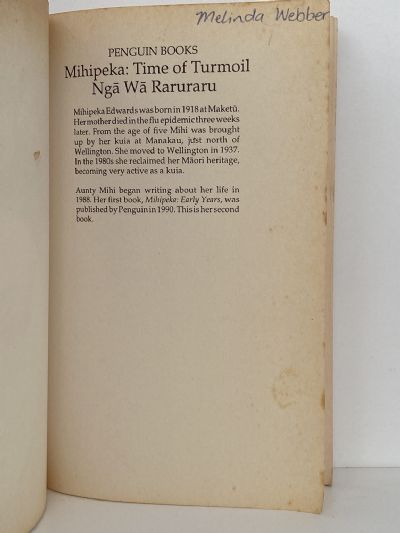 Melinda Webber
PENGUIN BOOKS
Mihipeka: Time of Turmoil
Ngā Wā Raruraru
Mihipeka Edwards was born in 1918 at Maketū.
Her mother died in the flu epidemic three weeks
later. From the age of five Mihi was brought
up by her kuia at Manakau, just north of
Wellington. She moved to Wellington in 1937.
In the 1980s she reclaimed her Māori heritage,
becoming very active as a kuia.
Aunty Mihi began writing about her life in
1988. Her first book, Mihipeka: Early Years, was
published by Penguin in 1990. This is her second
book.